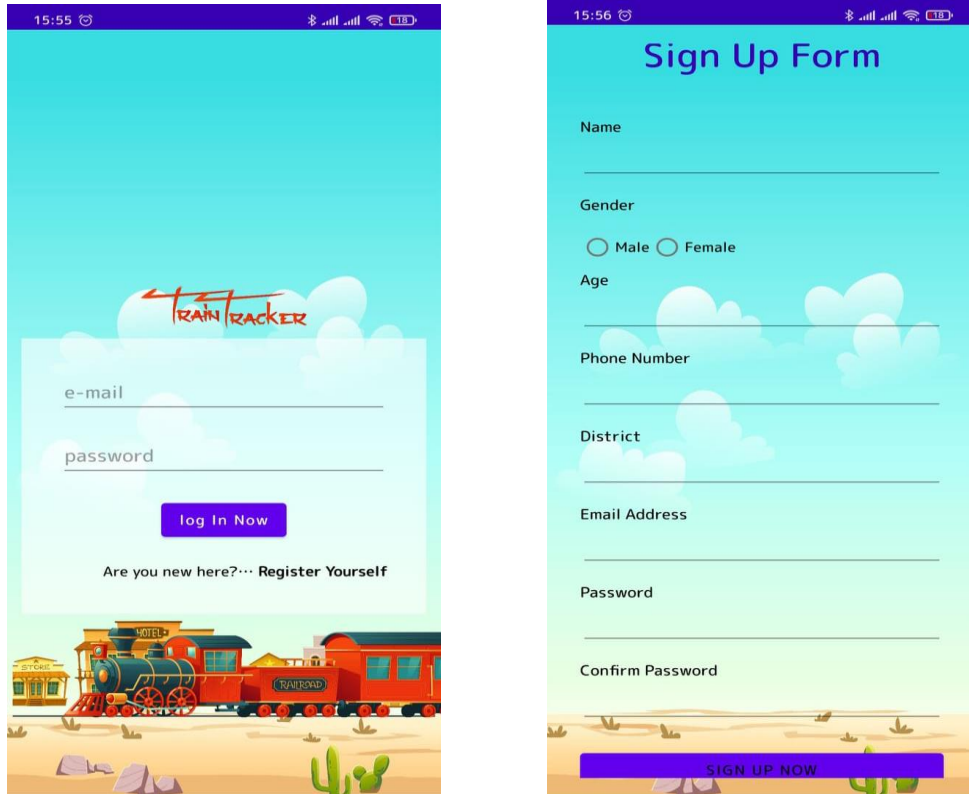 15:55
18
TRAIN TRACKER
e-mail
password
log In Now
Are you new here?... Register Yourself
HOTEL
STORE
RAILROAD
15:56
18
Sign Up Form
Name
Gender
Male Female
Age
Phone Number
District
Email Address
Password
Confirm Password
SIGN UP NOW